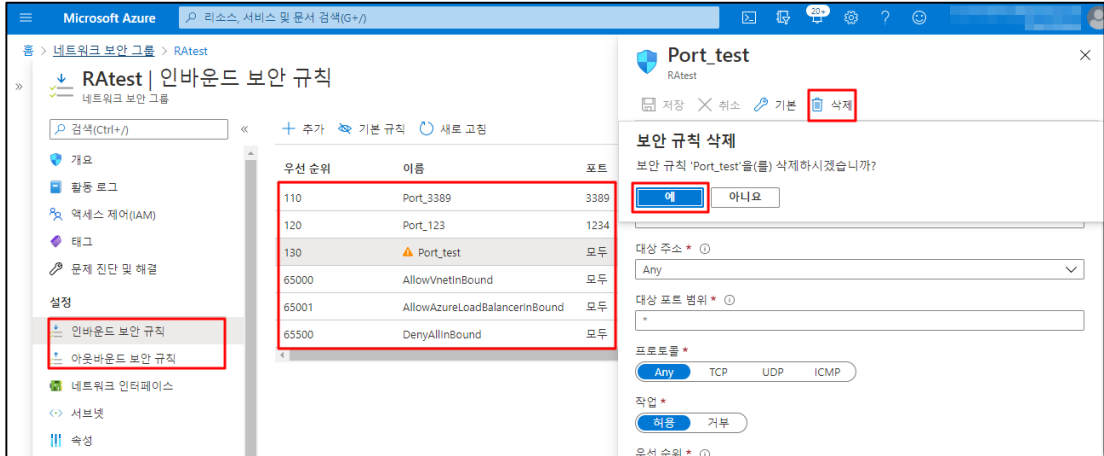 Microsoft Azure
리소스, 서비스 및 문서 검색(G+/)
20+
홈 > 네트워크 보안 그룹 > RAtest
RAtest | 인바운드 보안 규칙
네트워크 보안 그룹
검색(Ctrl+/)
개요
활동 로그
액세스 제어(IAM)
태그
문제 진단 및 해결
설정
인바운드 보안 규칙
아웃바운드 보안 규칙
네트워크 인터페이스
서브넷
속성
추가 기본 규칙 새로 고침
우선 순위 이름 포트
110 Port_3389 3389
120 Port_123 1234
130 Port_test 모두
65000 AllowVnetInBound 모두
65001 AllowAzureLoadBalancerInBound 모두
65500 DenyAllInBound 모두
Port_test
RAtest
저장 취소 기본 삭제
보안 규칙 삭제
보안 규칙 'Port_test'을(를) 삭제하시겠습니까?
예 아니요
대상 주소 *
Any
대상 포트 범위 *
*
프로토콜 *
Any TCP UDP ICMP
작업 *
허용 거부
우선 순위 *